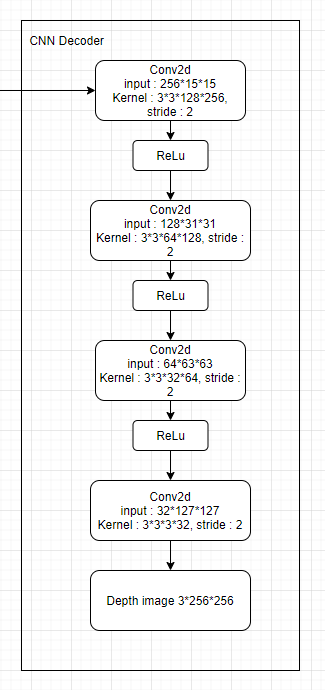 CNN Decoder
Conv2d
input : 256*15*15
Kernel : 3*3*128*256,
stride : 2
ReLu
Conv2d
input : 128*31*31
Kernel : 3*3*64*128, stride :
2
ReLu
Conv2d
input : 64*63*63
Kernel : 3*3*32*64, stride :
2
ReLu
Conv2d
input : 32*127*127
Kernel : 3*3*3*32, stride : 2
Depth image 3*256*256